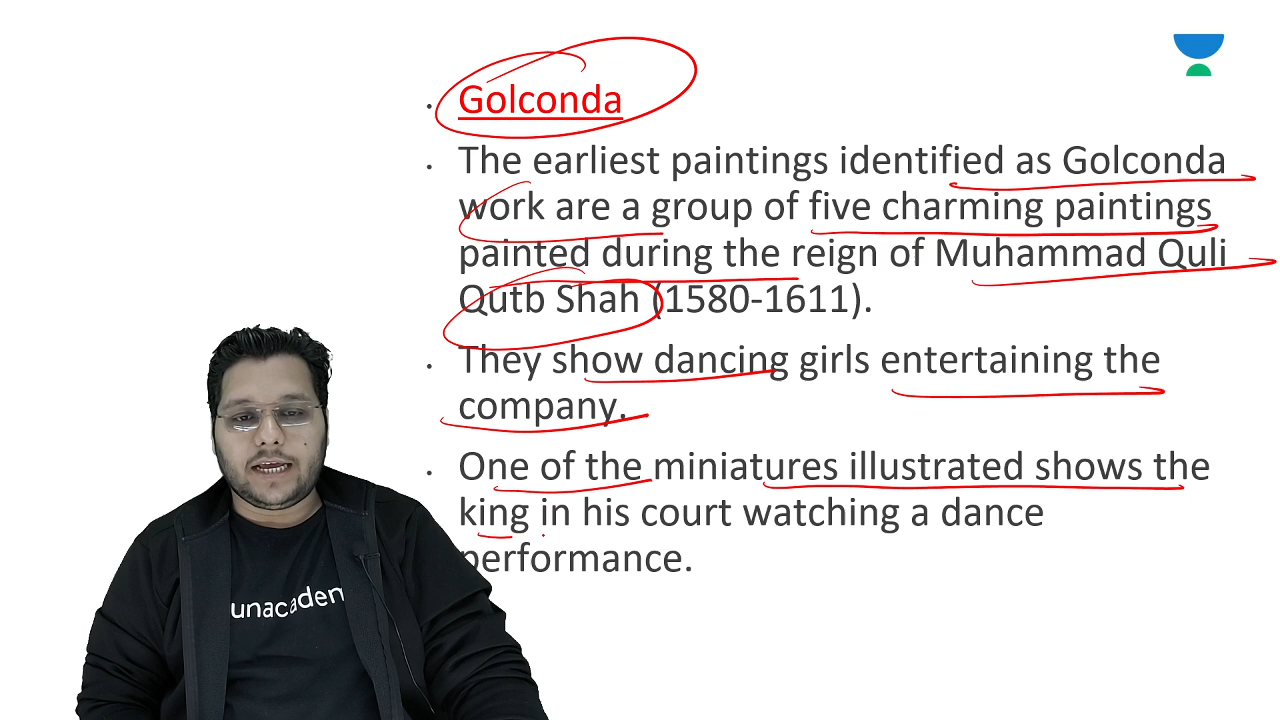 Golconda
The earliest paintings identified as Golconda
work are a group of five charming paintings
painted during the reign of Muhammad Quli
Qutb Shah (1580-1611).
They show dancing girls entertaining the
company.
One of the miniatures illustrated shows the
king in his court watching a dance
performance.
unacadem